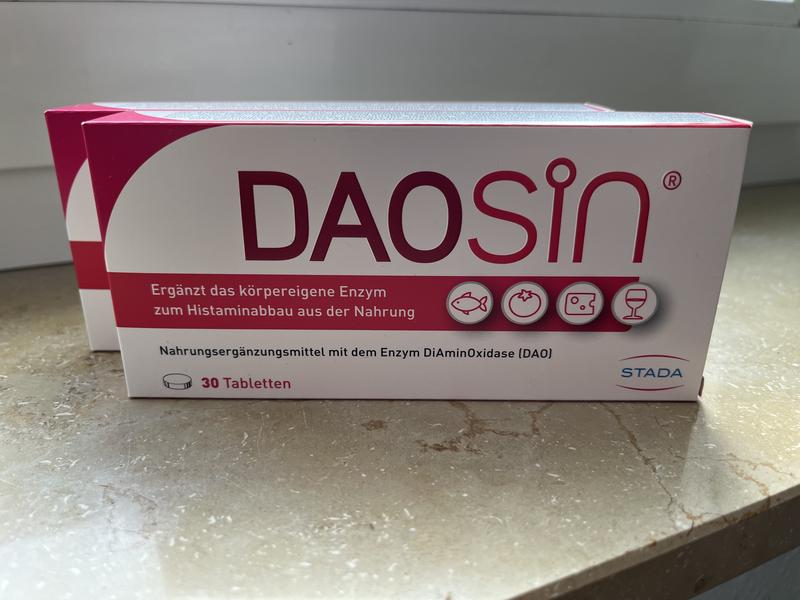 DAOSiN®
Ergänzt das körpereigene Enzym
zum Histaminabbau aus der Nahrung
Nahrungsergänzungsmittel mit dem Enzym DiAminOxidase (DAO)
30 Tabletten
STADA